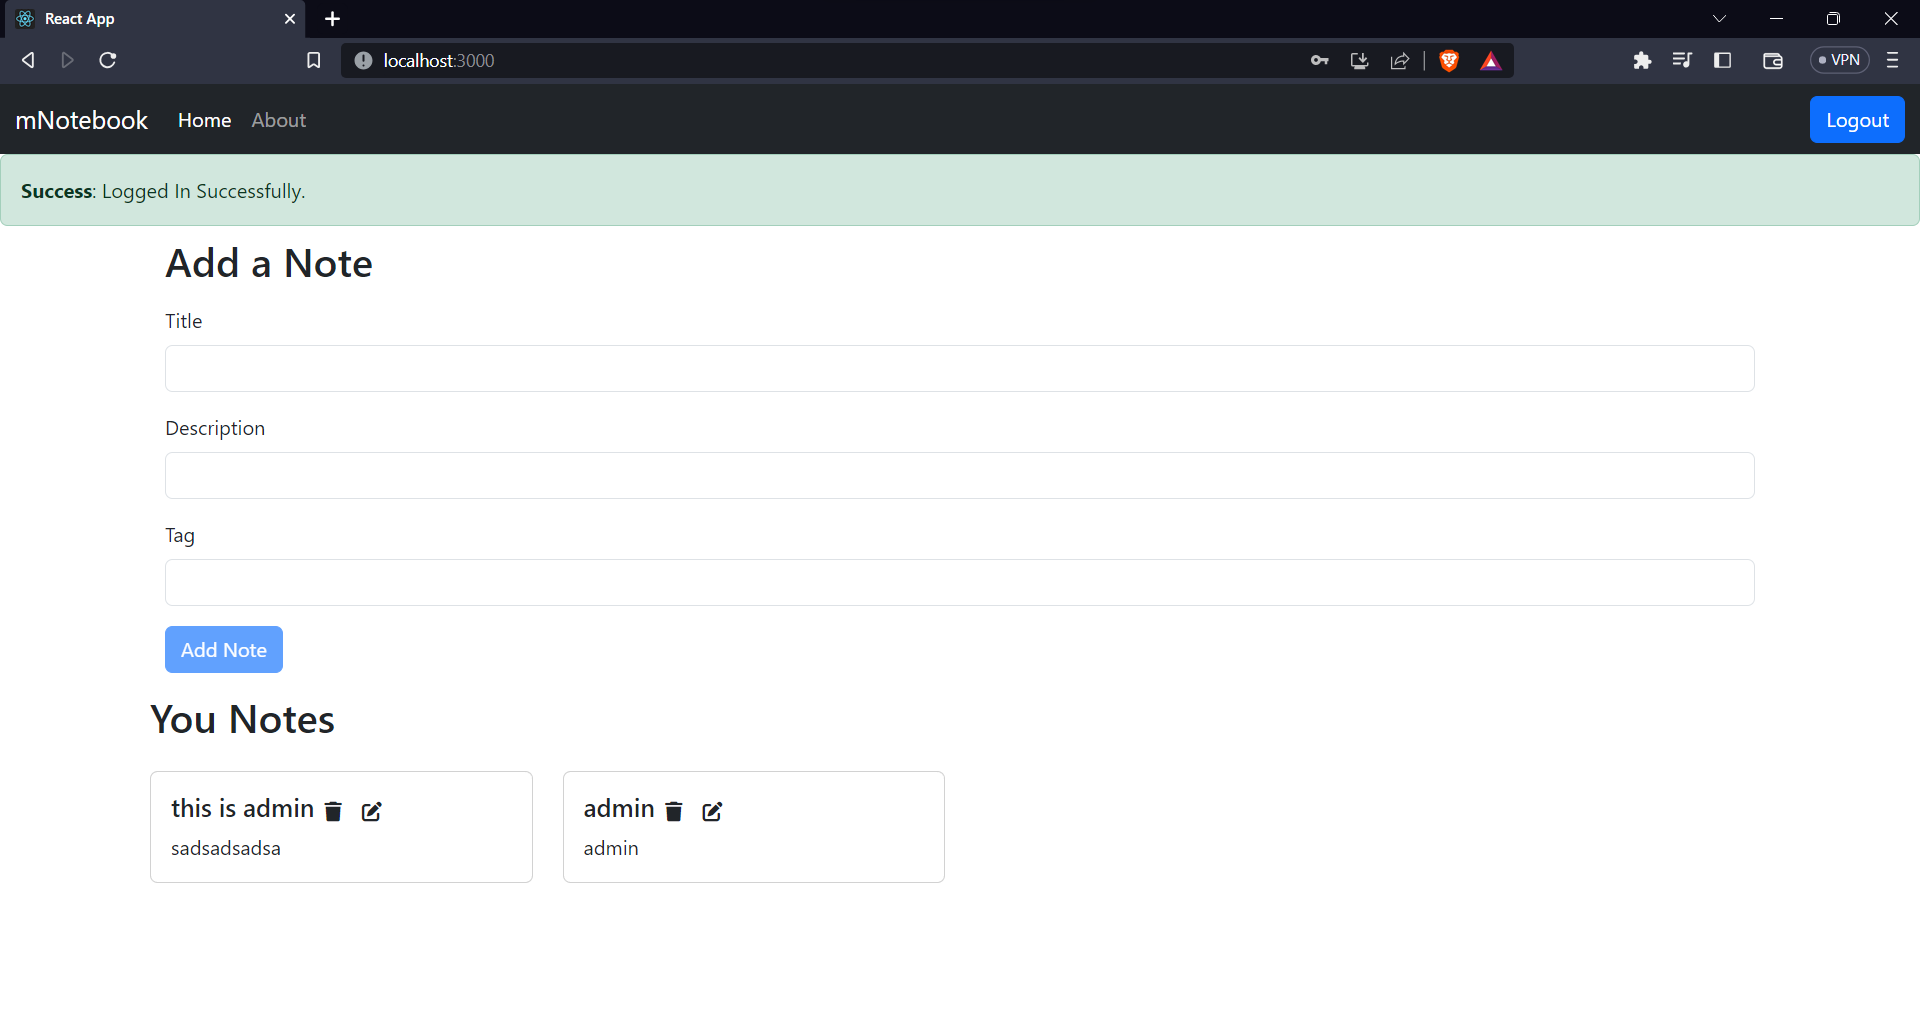 React App
localhost:3000
VPN
mNotebook Home About Logout
Success: Logged In Successfully.
Add a Note
Title
Description
Tag
Add Note
You Notes
this is admin
sadsadsadsa
admin
admin